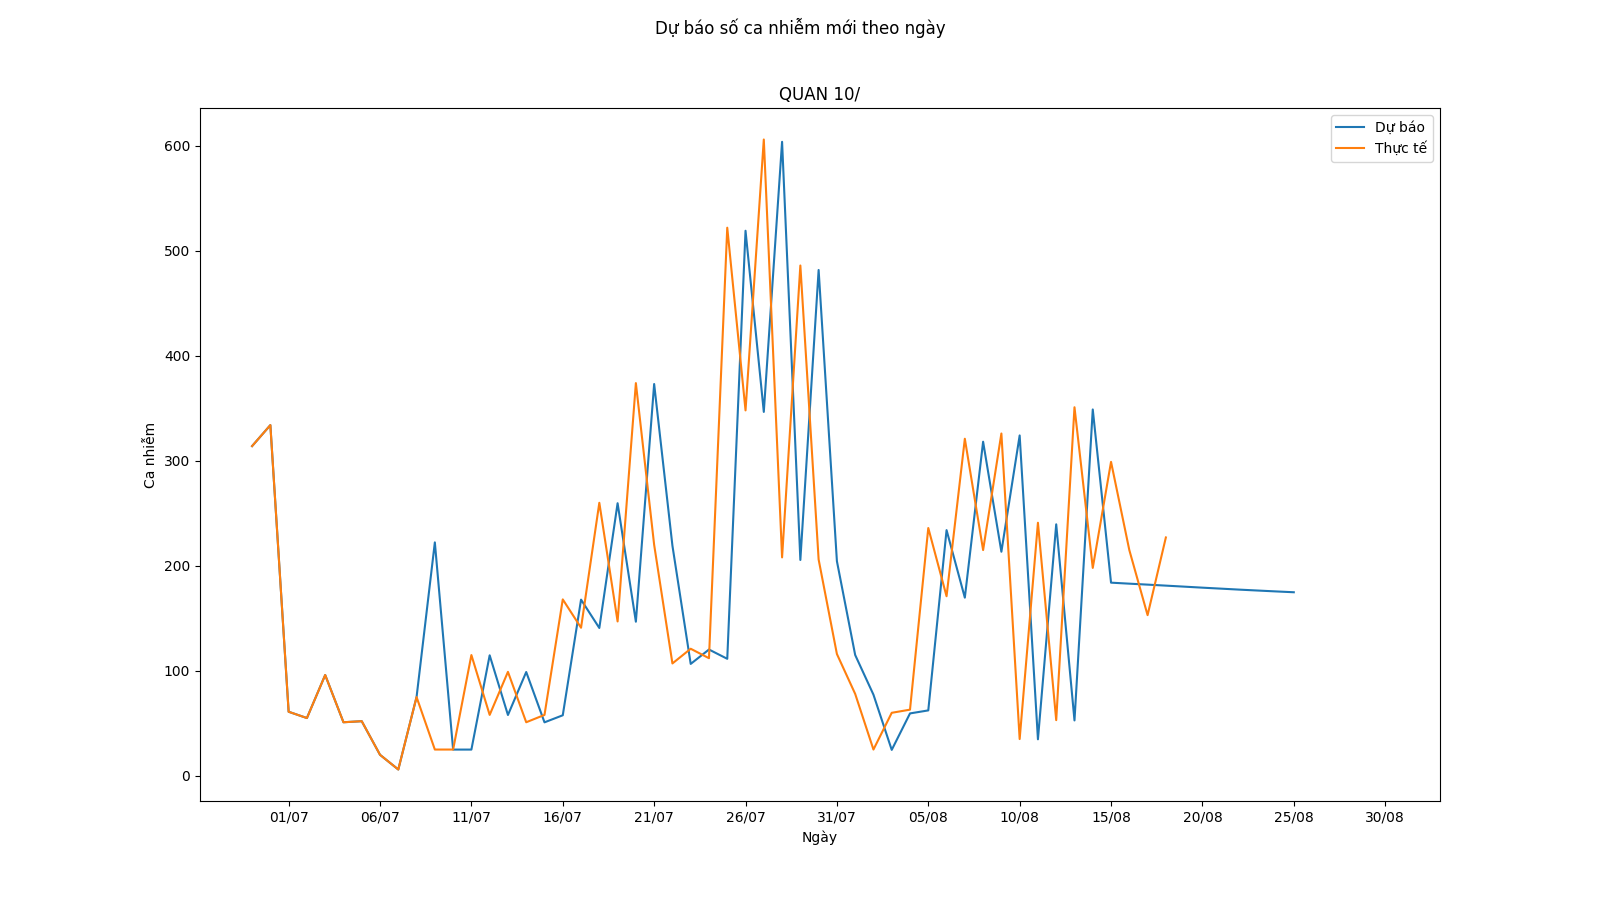 Dự báo số ca nhiễm mới theo ngày
QUAN 10/
Dự báo
Thực tế
600
500
400
300
200
100
0
Ca nhiễm
01/07 06/07 11/07 16/07 21/07 26/07 31/07 05/08 10/08 15/08 20/08 25/08 30/08
Ngày